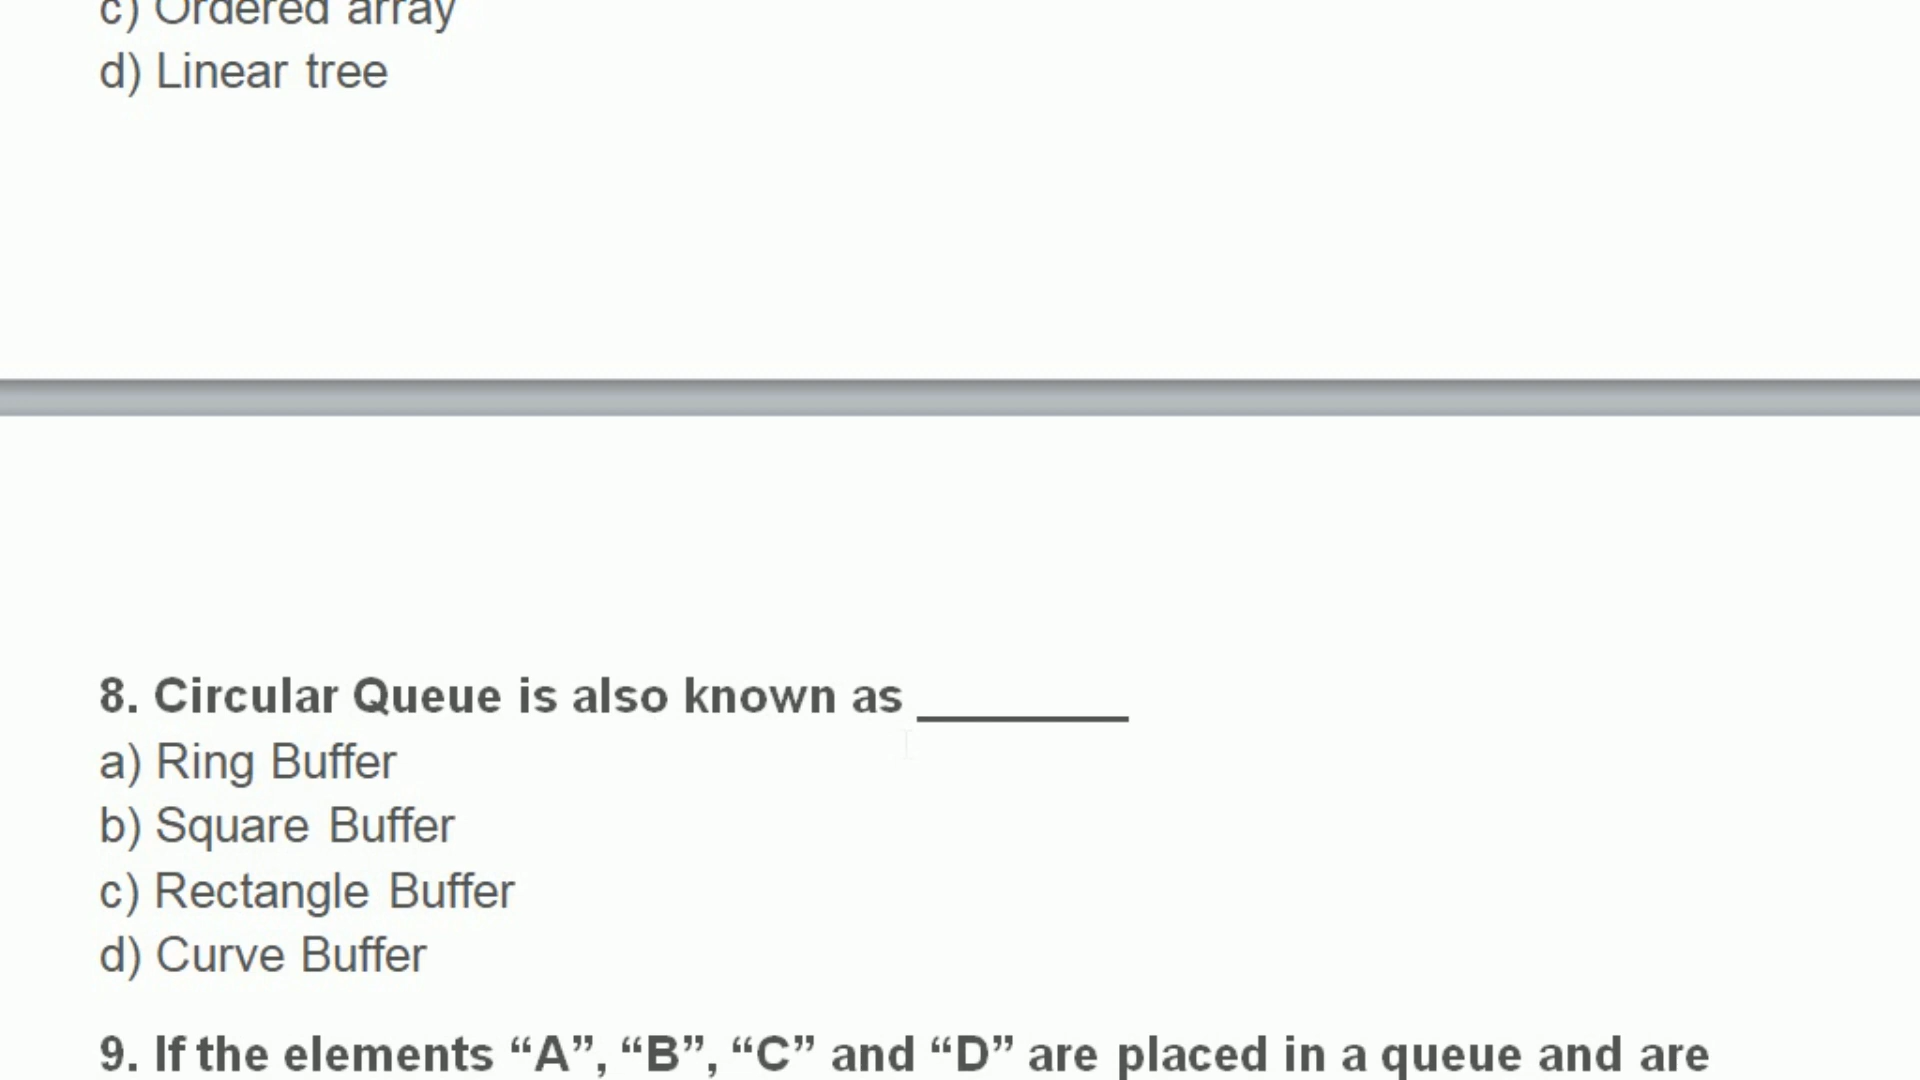 c) Ordered array
d) Linear tree
8. Circular Queue is also known as ________
a) Ring Buffer
b) Square Buffer
c) Rectangle Buffer
d) Curve Buffer
9. If the elements “A”, “B”, “C” and “D” are placed in a queue and are